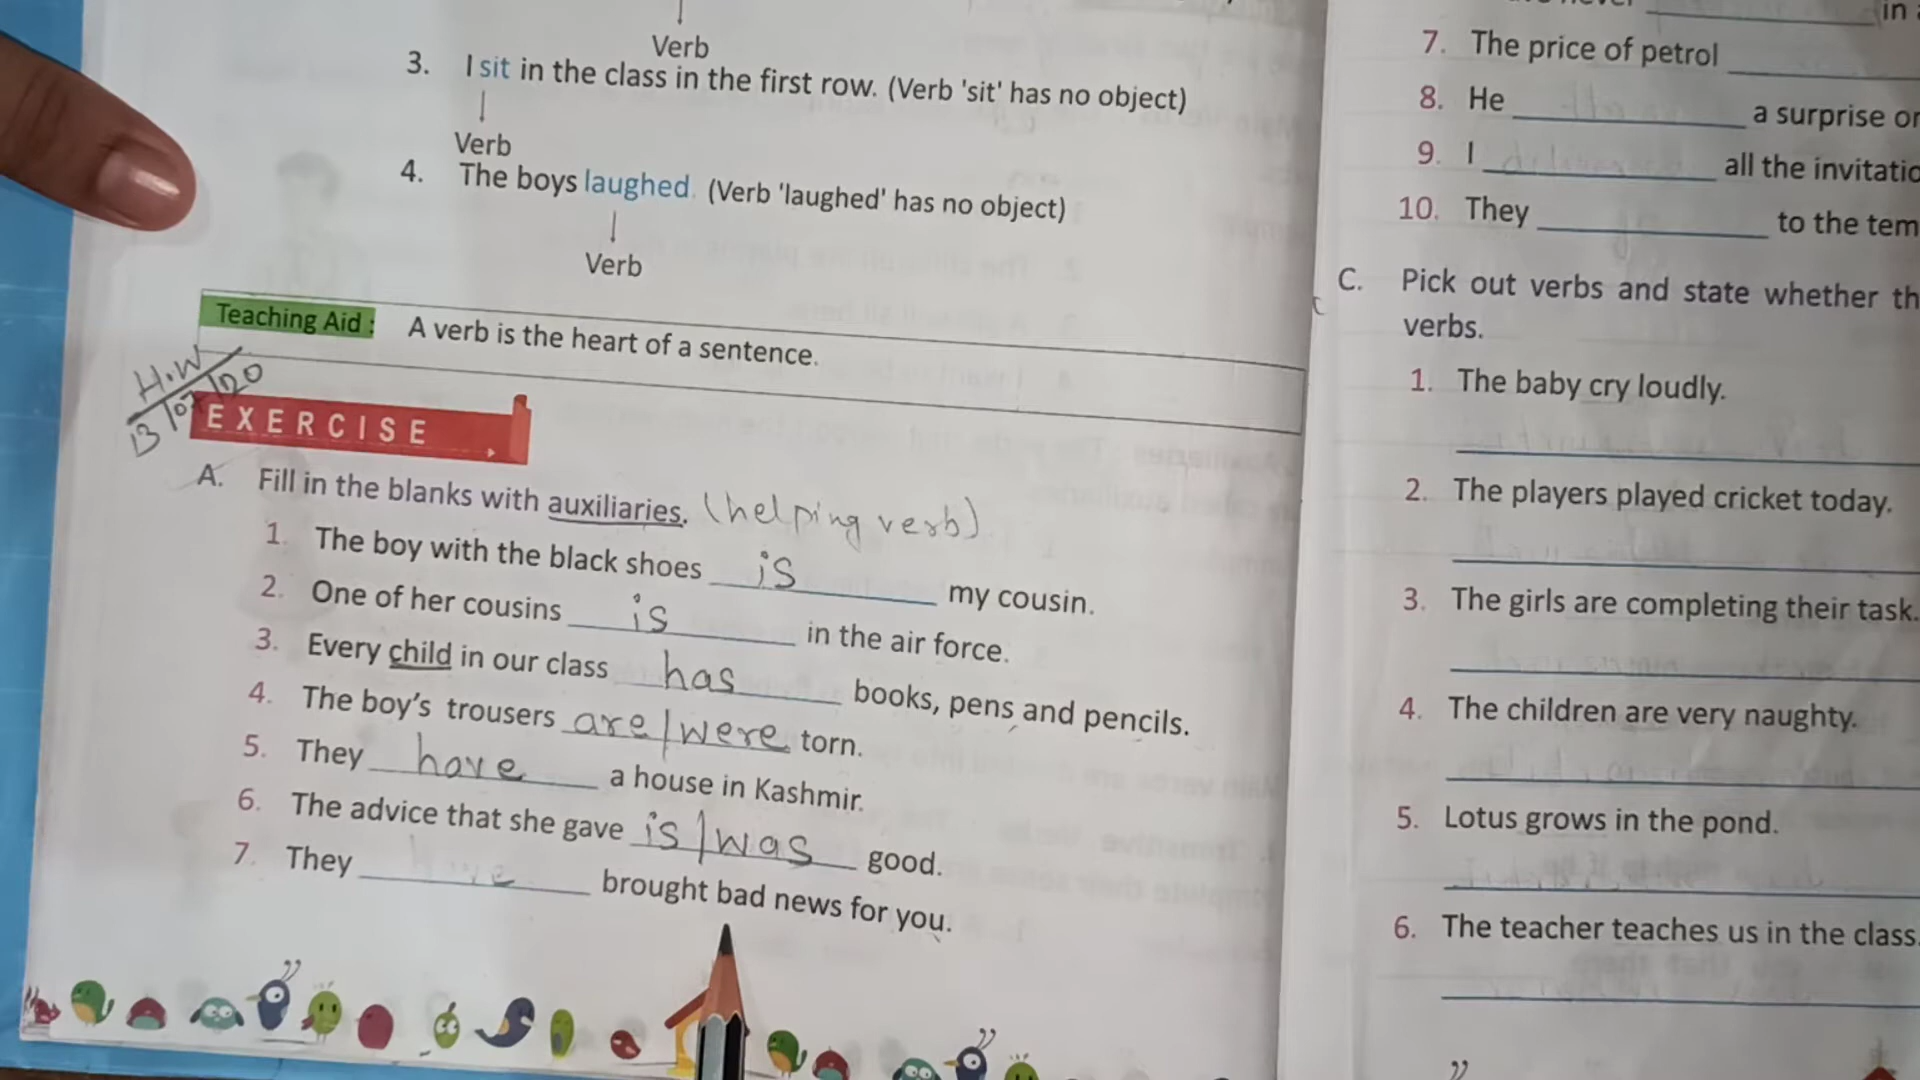 Verb
3. I sit in the class in the first row. (Verb 'sit' has no object)
Verb
4. The boys laughed. (Verb 'laughed' has no object)
Verb
Teaching Aid : A verb is the heart of a sentence.
H.W
13/07/20
EXERCISE
A. Fill in the blanks with auxiliaries. (helping verb)
1. The boy with the black shoes is my cousin.
2. One of her cousins is in the air force.
3. Every child in our class has books, pens and pencils.
4. The boy's trousers are/were torn.
5. They have a house in Kashmir.
6. The advice that she gave is/was good.
7. They have brought bad news for you.
in
7. The price of petrol
8. He a surprise
9. I all the
10. They to the
C. Pick out verbs and state whether
verbs.
1. The baby cry loudly.
2. The players played cricket today.
3. The girls are completing their task.
4. The children are very naughty.
5. Lotus grows in the pond.
6. The teacher teaches us in the class.